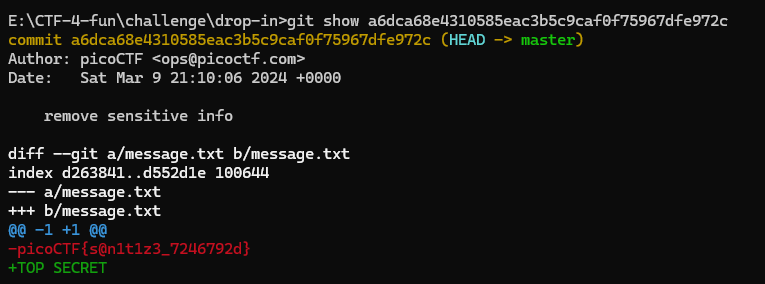 E:\CTF-4-fun\challenge\drop-in>git show a6dca68e4310585eac3b5c9caf0f75967dfe972c
commit a6dca68e4310585eac3b5c9caf0f75967dfe972c (HEAD -> master)
Author: picoCTF <ops@picoctf.com>
Date:   Sat Mar 9 21:10:06 2024 +0000
    remove sensitive info
diff --git a/message.txt b/message.txt
index d263841..d552d1e 100644
--- a/message.txt
+++ b/message.txt
@@ -1 +1 @@
-picoCTF{s@n1t1z3_7246792d}
+TOP SECRET